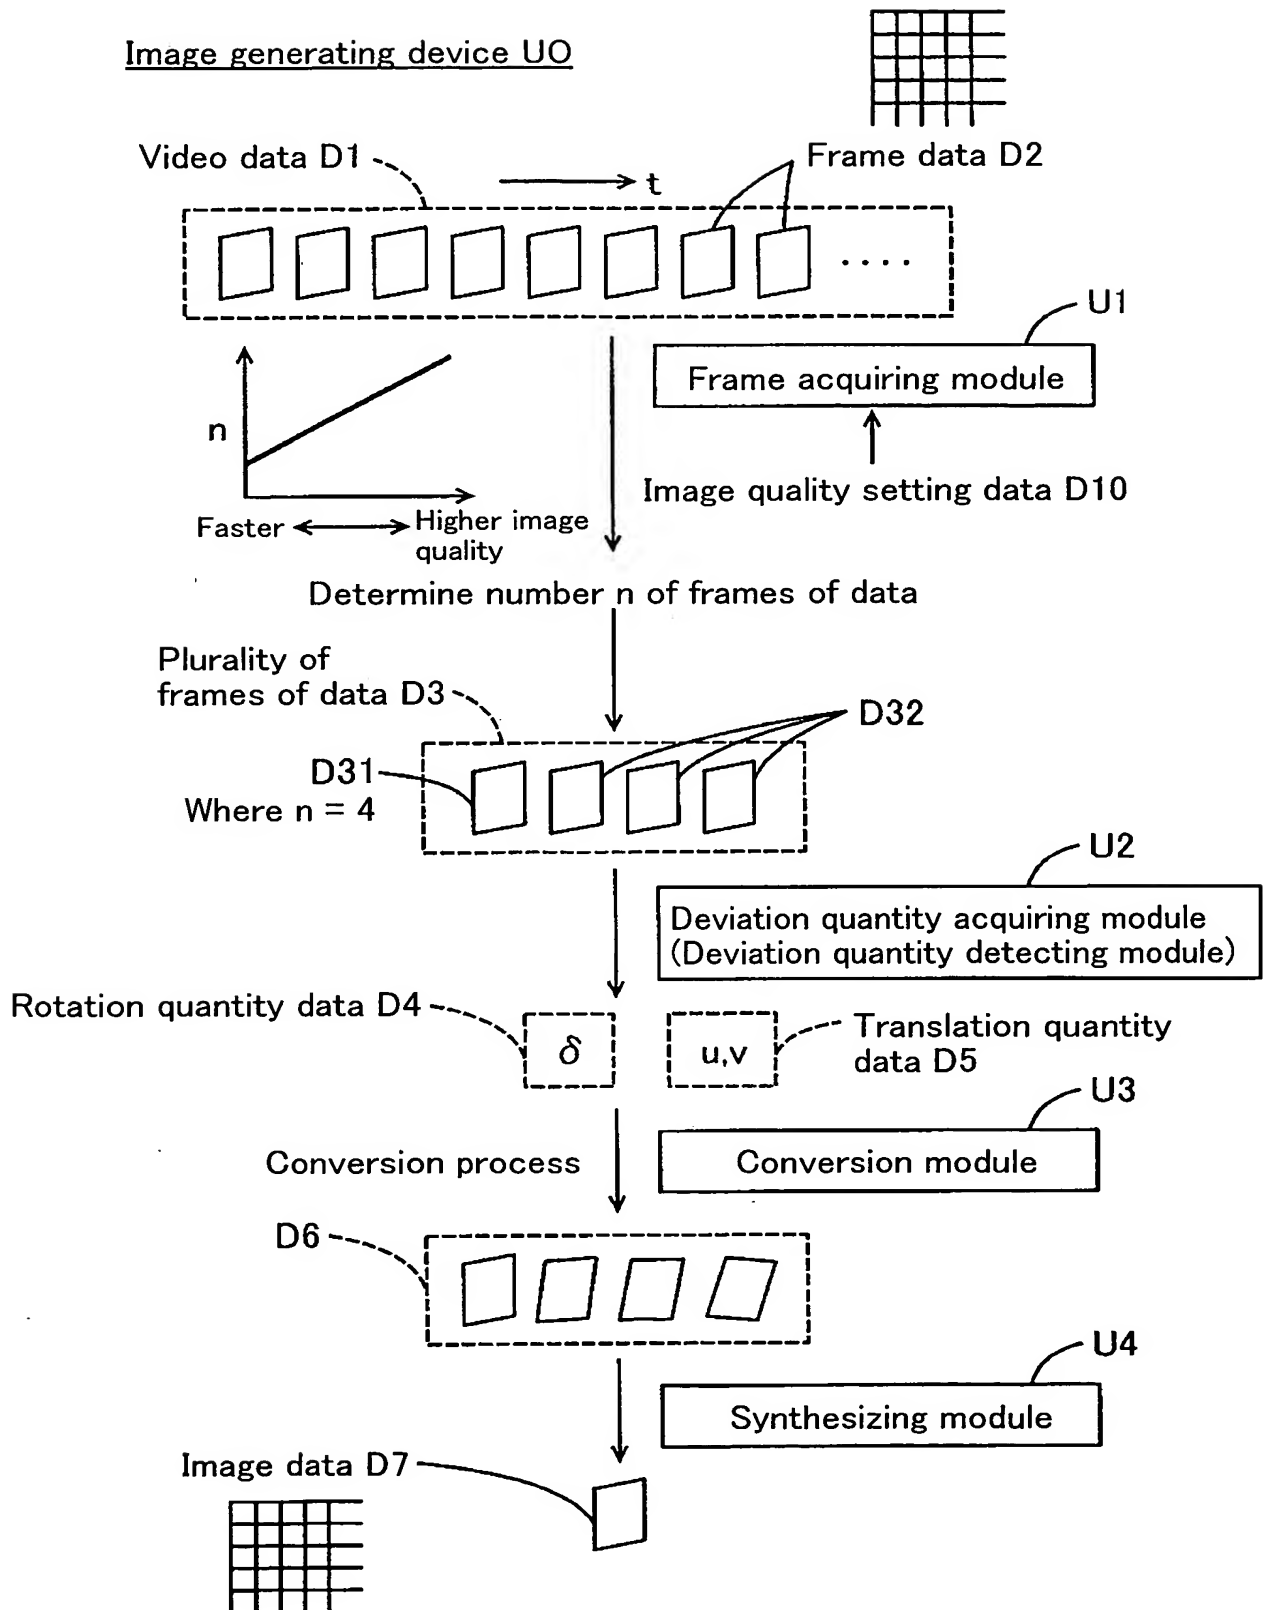 Image generating device UO
Video data D1
t
Frame data D2
U1
Frame acquiring module
n
Image quality setting data D10
Faster
Higher image
quality
Determine number n of frames of data
Plurality of
frames of data D3
D32
D31
Where n = 4
U2
Deviation quantity acquiring module
(Deviation quantity detecting module)
Rotation quantity data D4
δ
u,v
Translation quantity
data D5
U3
Conversion process
Conversion module
D6
U4
Synthesizing module
Image data D7